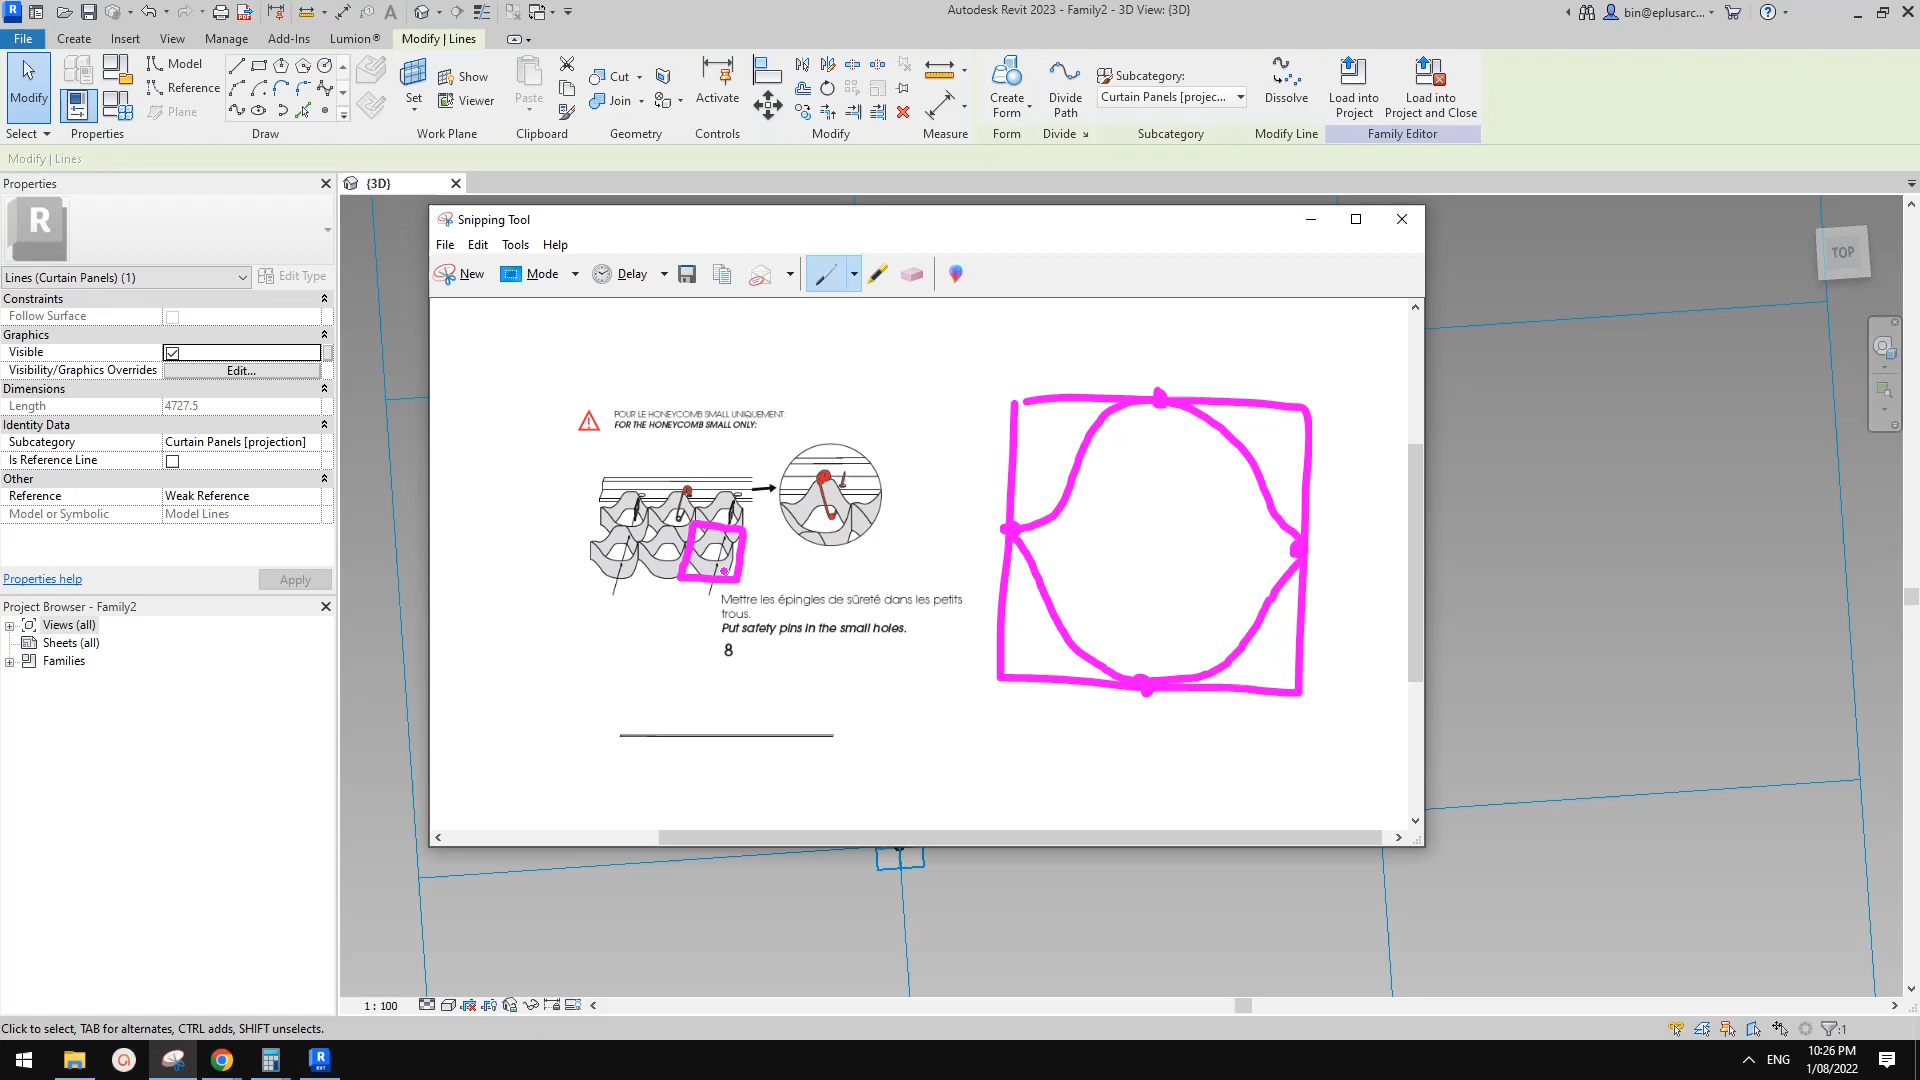 Autodesk Revit 2023 - Family2 - 3D View: {3D}
bin@eplusarc...
File
Create
Insert
View
Manage
Add-Ins
Lumion®
Modify | Lines
Modify
Select
Properties
Model
Reference
Plane
Draw
Set
Show
Viewer
Work Plane
Paste
Clipboard
Cut
Join
Geometry
Activate
Controls
Modify
Measure
Create
Form
Form
Divide
Path
Divide
Subcategory:
Curtain Panels [projec...
Subcategory
Dissolve
Modify Line
Load into
Project
Load into
Project and Close
Family Editor
Modify | Lines
Properties
{3D}
R
Lines (Curtain Panels) (1)
Edit Type
Constraints
Follow Surface
Graphics
Visible
Visibility/Graphics Overrides
Edit...
Dimensions
Length
4727.5
Identity Data
Subcategory
Curtain Panels [projection]
Is Reference Line
Other
Reference
Weak Reference
Model or Symbolic
Model Lines
Properties help
Apply
Project Browser - Family2
Views (all)
Sheets (all)
Families
Snipping Tool
File
Edit
Tools
Help
New
Mode
Delay
POUR LE HONEYCOMB SMALL UNIQUEMENT:
FOR THE HONEYCOMB SMALL ONLY:
Mettre les épingles de sûreté dans les petits
trous.
Put safety pins in the small holes.
8
TOP
1 : 100
Click to select, TAB for alternates, CTRL adds, SHIFT unselects.
:1
ENG
10:26 PM
1/08/2022